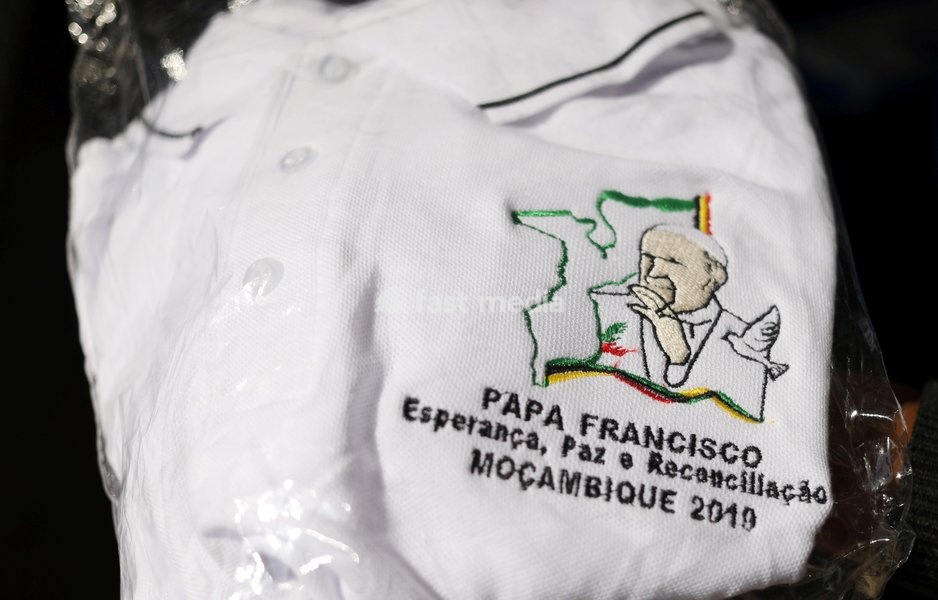 PAPA FRANCISCO
Esperança, Paz e Reconciliação
MOÇAMBIQUE 2019